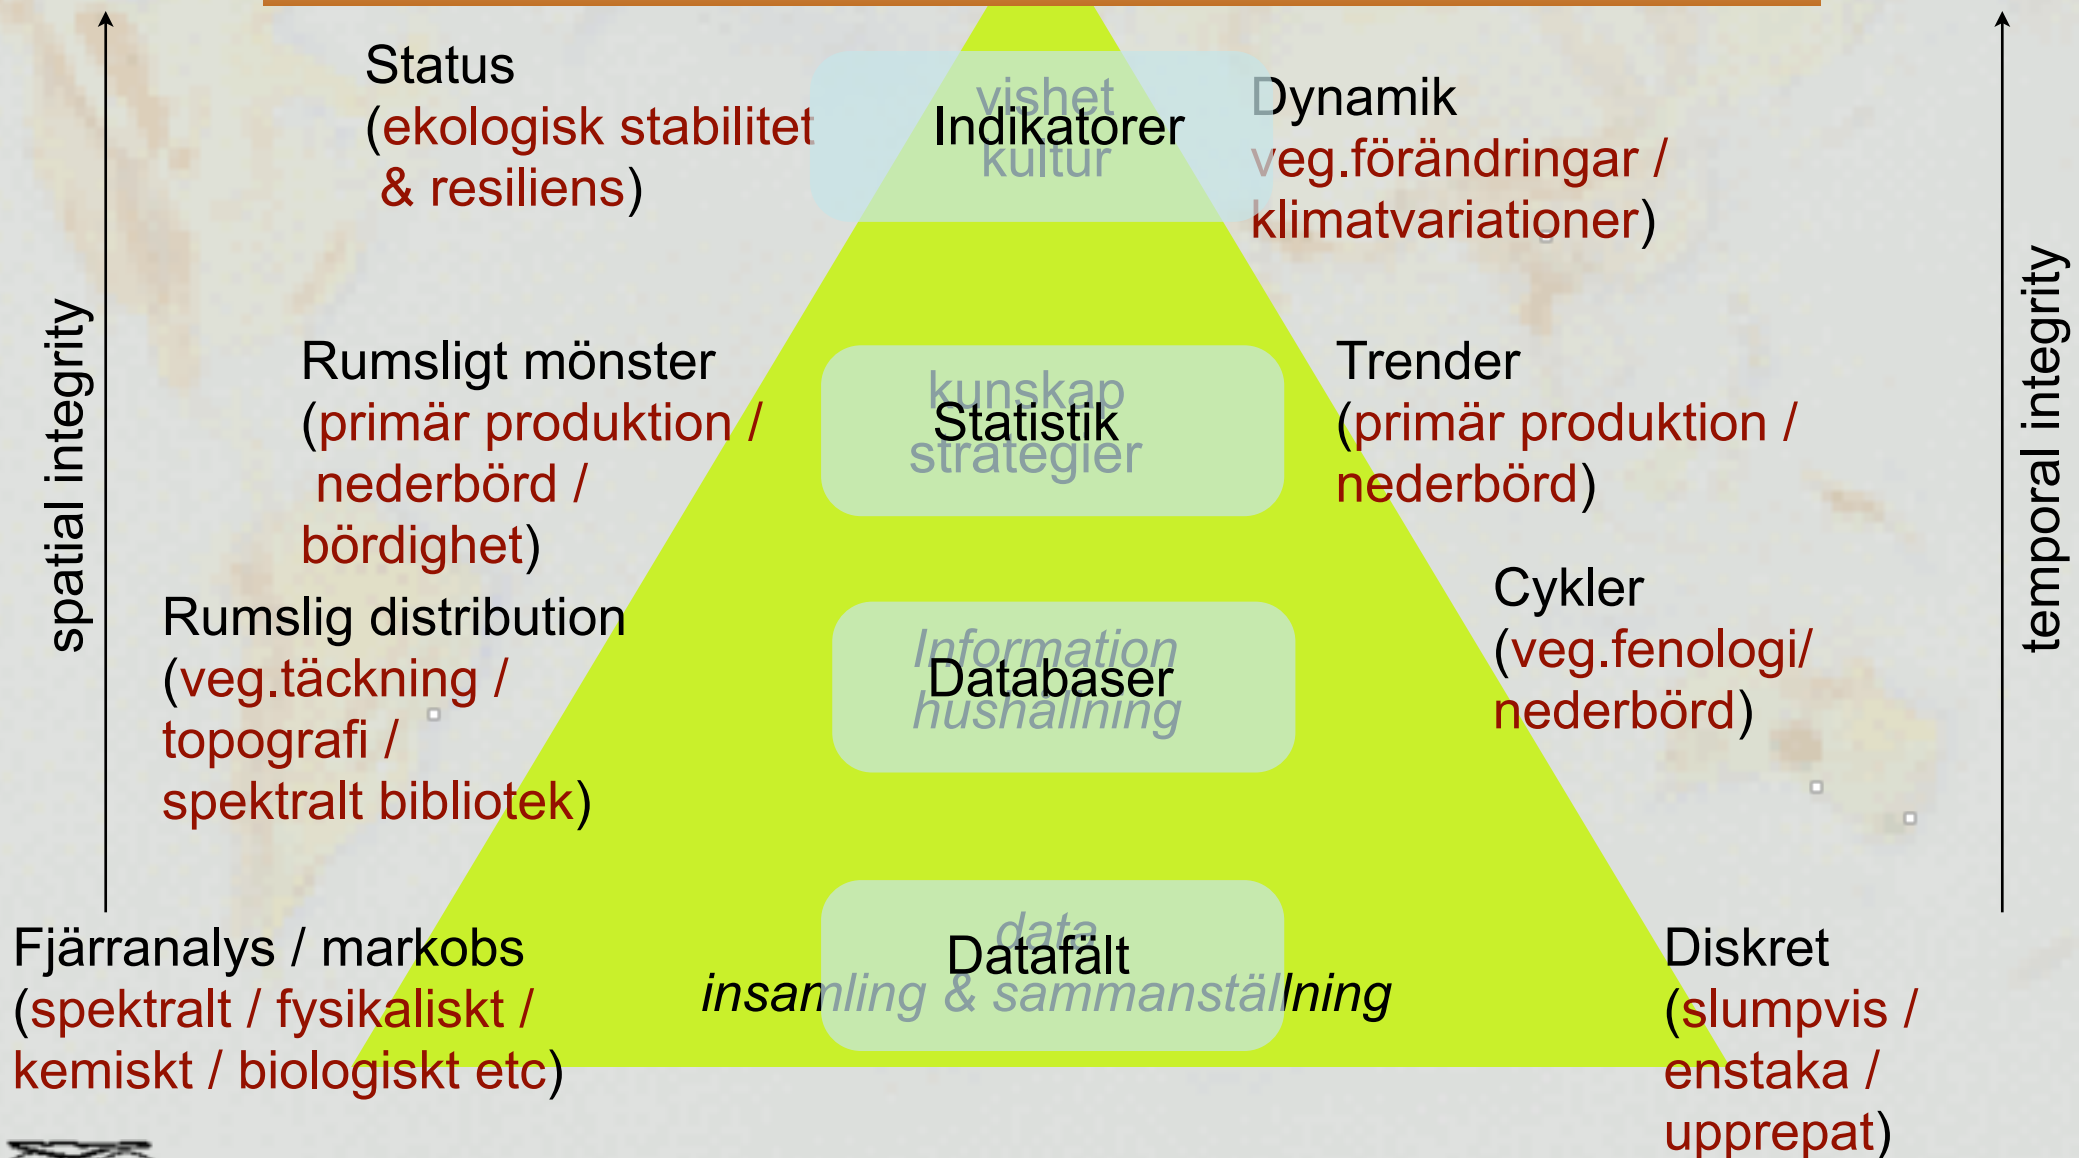 Status
(ekologisk stabilitet
& resiliens)
vishet
Indikatorer
kultur
Dynamik
veg.förändringar /
klimatvariationer)
spatial integrity
temporal integrity
Rumsligt mönster
(primär produktion /
nederbörd /
bördighet)
kunskap
Statistik
strategier
Trender
(primär produktion /
nederbörd)
Rumslig distribution
(veg.täckning /
topografi /
spektralt bibliotek)
Information
Databaser
hushållning
Cykler
(veg.fenologi/
nederbörd)
Fjärranalys / markobs
(spektralt / fysikaliskt /
kemiskt / biologiskt etc)
data
Datafält
insamling & sammanställning
Diskret
(slumpvis /
enstaka /
upprepat)